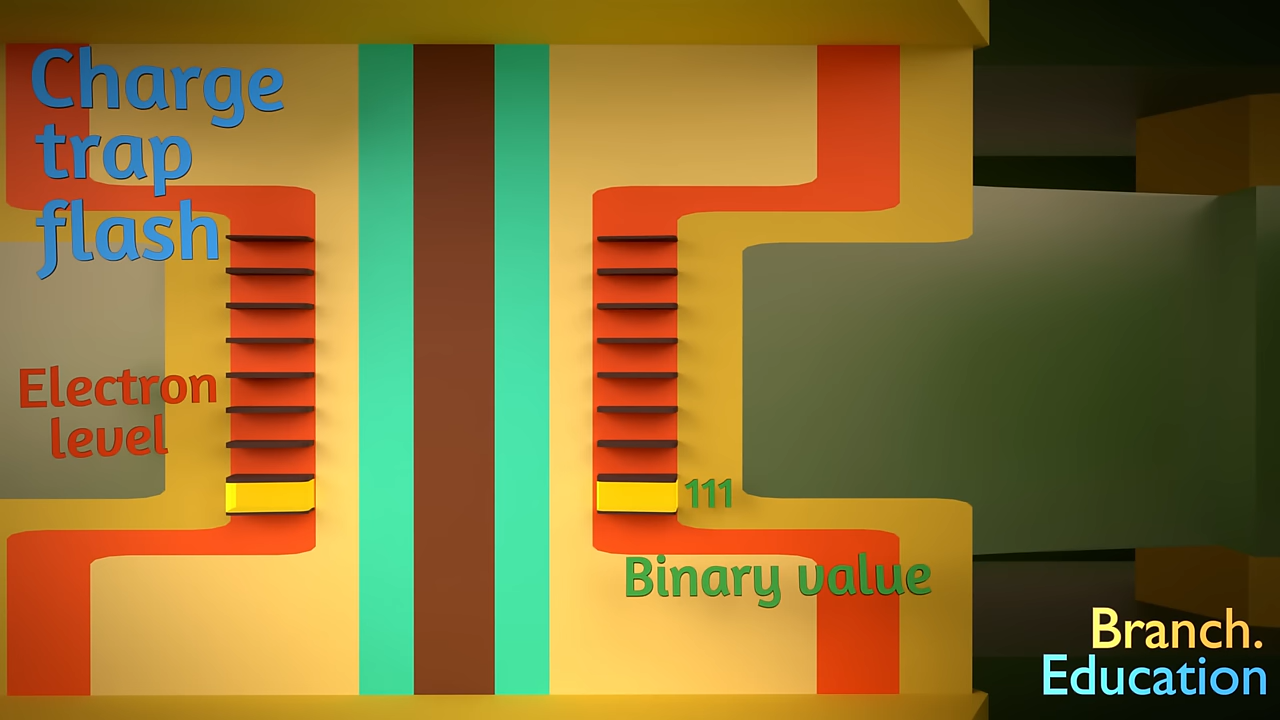 Charge
trap
flash
Electron
level
111
Binary value
Branch.
Education